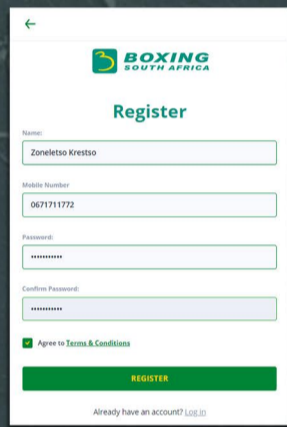 BOXING
SOUTH AFRICA
Register
Name:
Zoneletso Krestso
Mobile Number
0671711772
Password:
•••••••••••
Confirm Password:
•••••••••••
Agree to Terms & Conditions
REGISTER
Already have an account? Log in